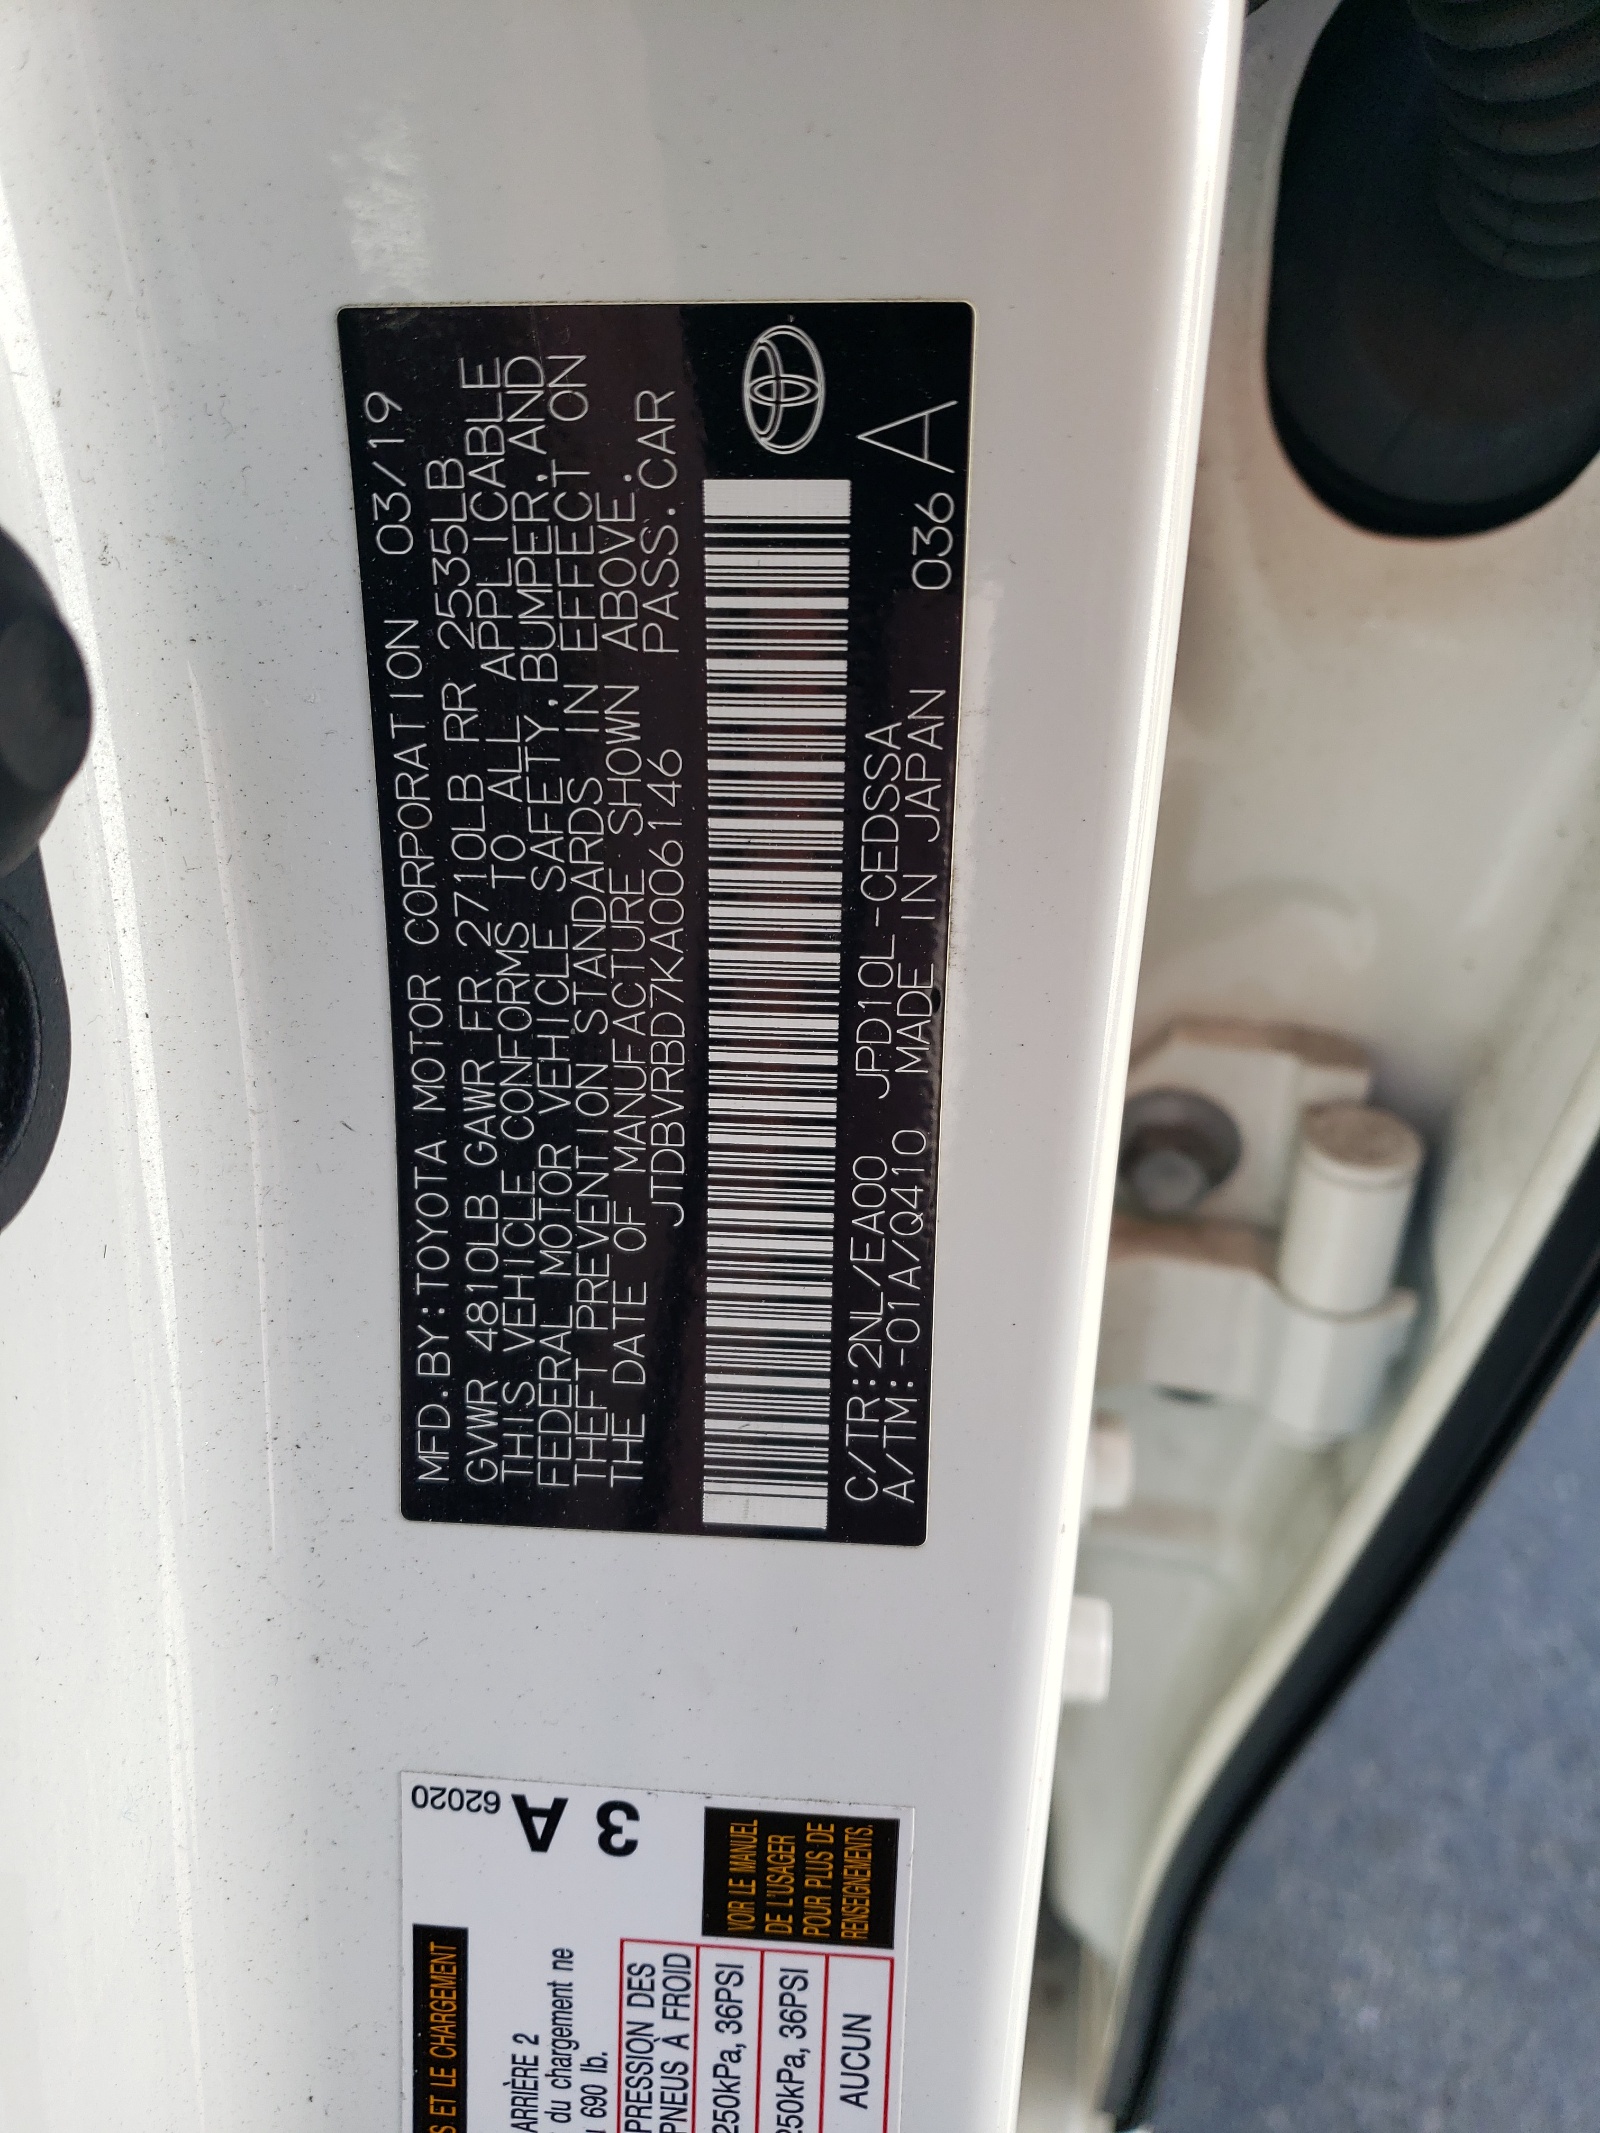 MFD.BY:TOYOTA MOTOR CORPORATION 03/19
GVWR 4810LB GAWR FR 2710LB RR 2535LB
THIS VEHICLE CONFORMS TO ALL APPLICABLE
FEDERAL MOTOR VEHICLE SAFETY, BUMPER, AND
THEFT PREVENTION STANDARDS IN EFFECT ON
THE DATE OF MANUFACTURE SHOWN ABOVE.
JTDBVRBD7KA006146 PASS.CAR
C/TR:2NL/EA00 JPD10L-CEDSSA
A/TM:-01A/Q410 MADE IN JAPAN 036 A
62020
3 A
ET LE CHARGEMENT
ARRIÈRE 2
du chargement ne
690 lb.
PRESSION DES
PNEUS À FROID
250kPa, 36PSI
250kPa, 36PSI
AUCUN
VOIR LE MANUEL
DE L'USAGER
POUR PLUS DE
RENSEIGNEMENTS.